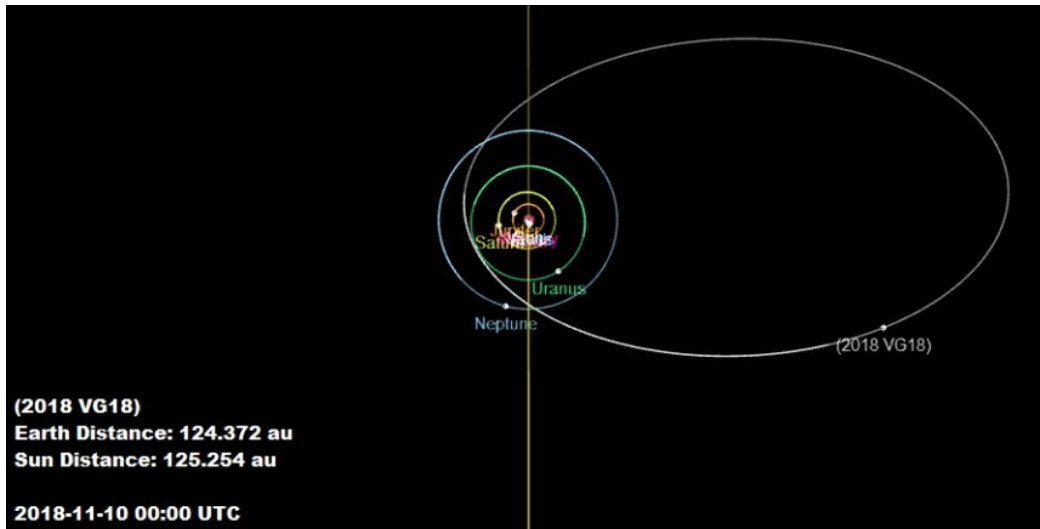 Jupiter
Saturn
Uranus
Neptune
(2018 VG18)
(2018 VG18)
Earth Distance: 124.372 au
Sun Distance: 125.254 au
2018-11-10 00:00 UTC